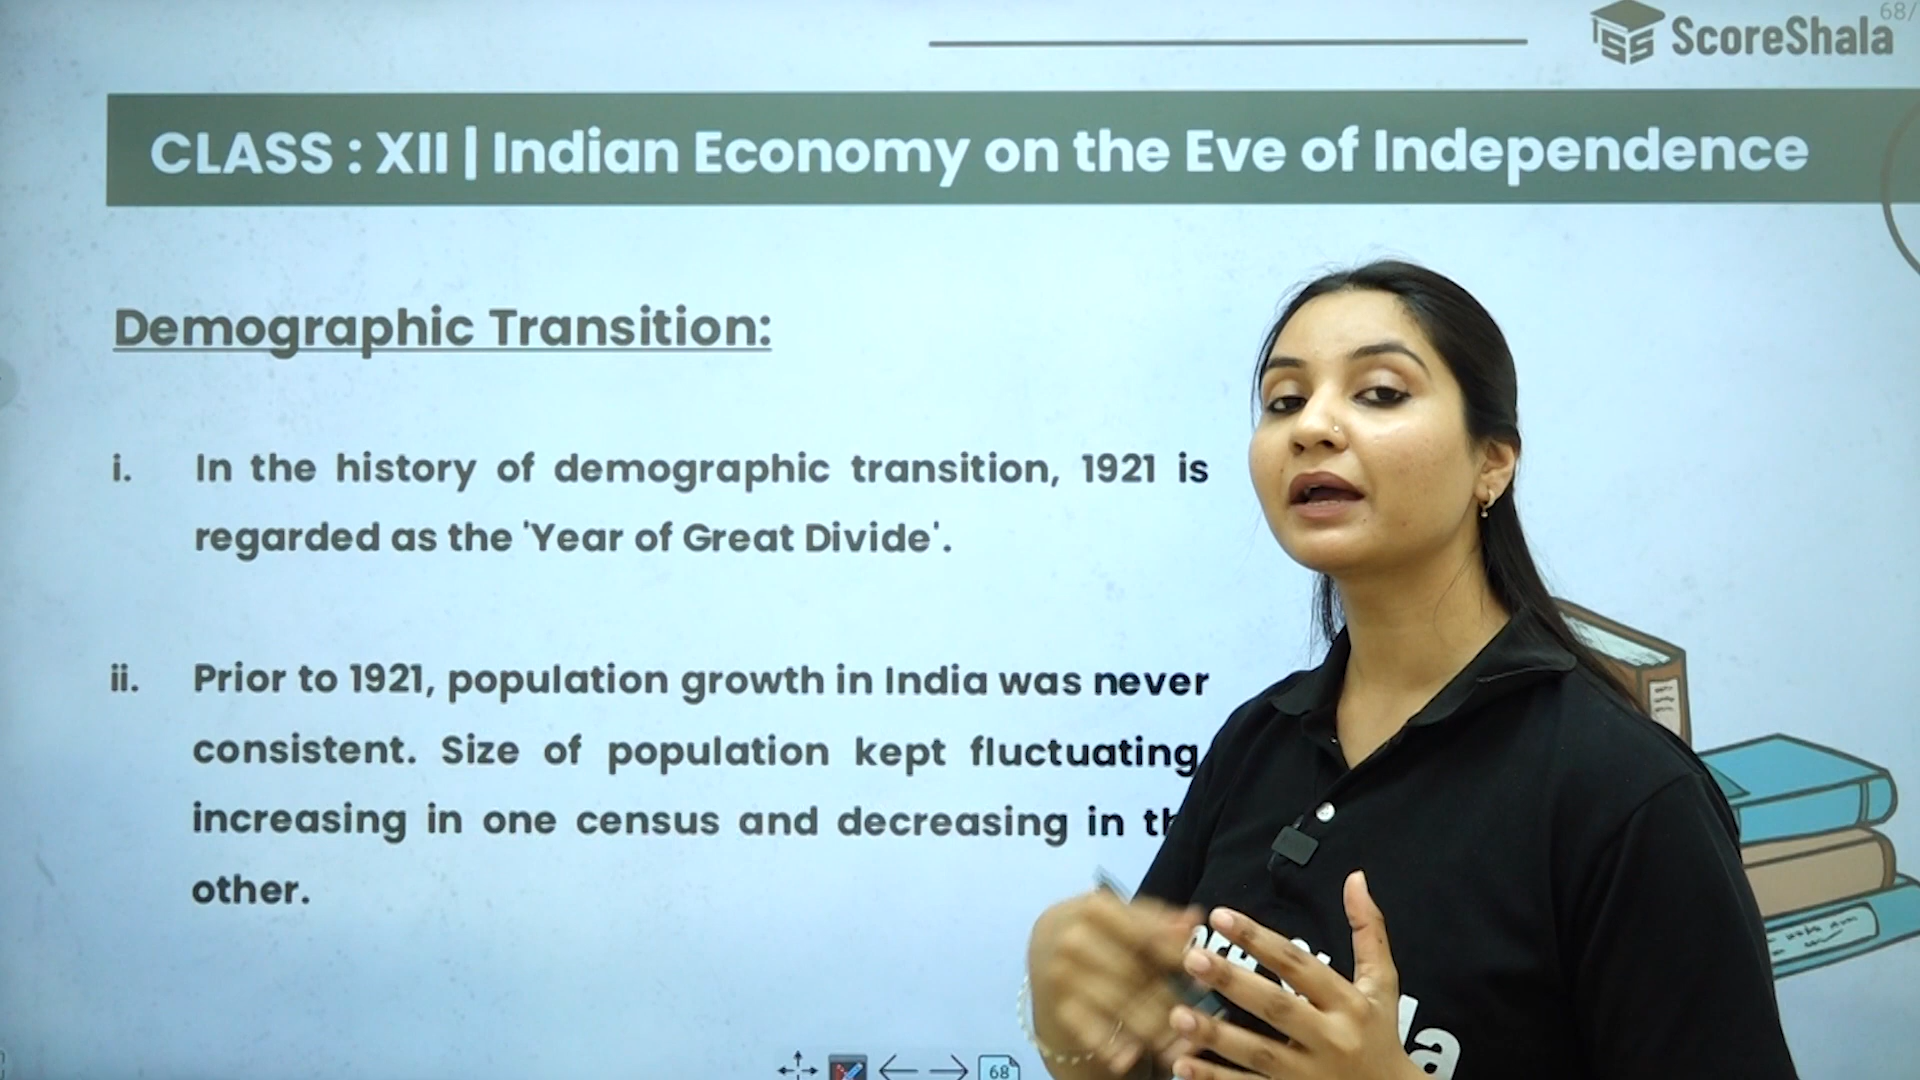 68/
ScoreShala
CLASS : XII | Indian Economy on the Eve of Independence
Demographic Transition:
i. In the history of demographic transition, 1921 is
regarded as the 'Year of Great Divide'.
ii. Prior to 1921, population growth in India was never
consistent. Size of population kept fluctuating
increasing in one census and decreasing in
other.
68